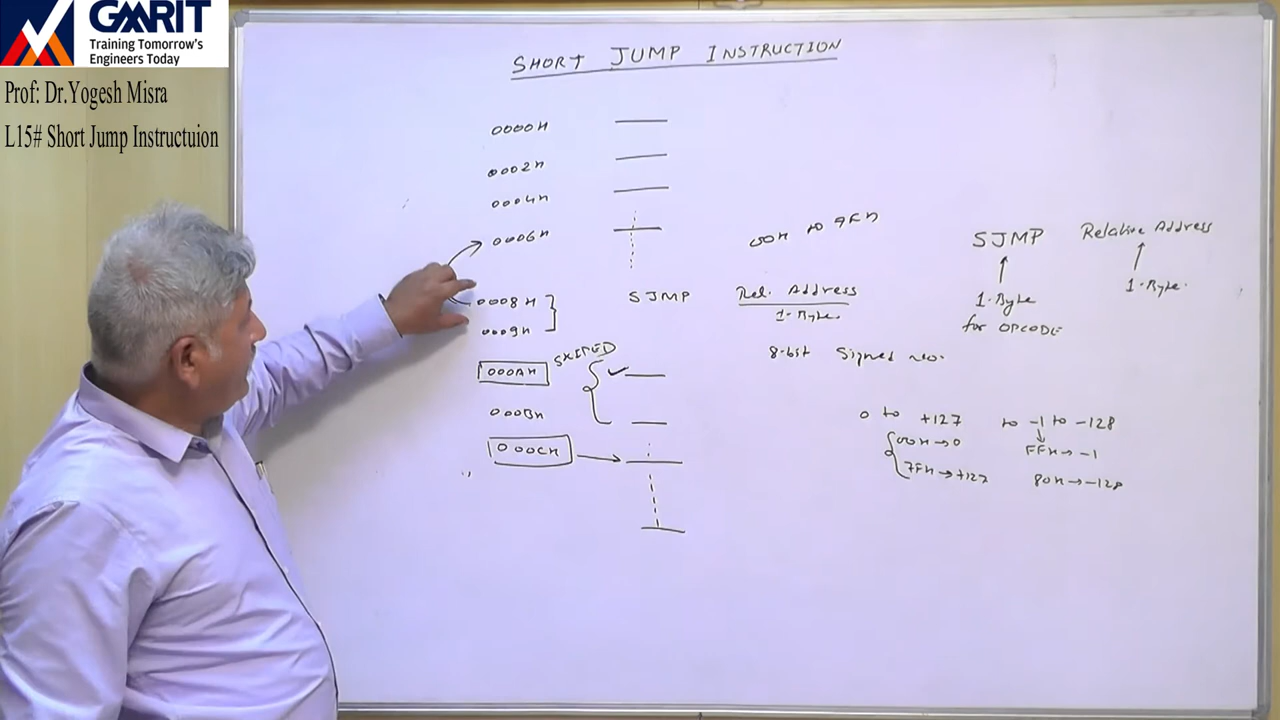 GMRIT
Training Tomorrow's
Engineers Today
Prof: Dr.Yogesh Misra
L15# Short Jump Instructuion
SHORT JUMP INSTRUCTION
0000H
0002H
0004H
0006H
00H to 7FH
SJMP Relative Address
1-Byte for OPCODE
1-Byte.
0008H SJMP Rel. Address
1-Byte.
0009H
8-bit Signed no.
000AH SKIPED
000BH
0 to +127 to -1 to -128
00H→0 FFH→-1
000CH
7FH→+127 80H→-128